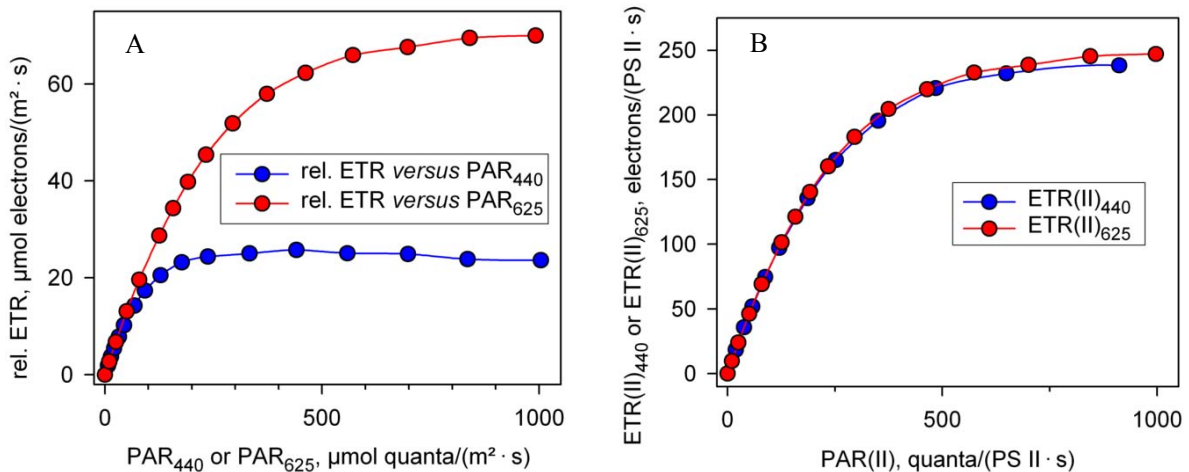 A
rel. ETR, µmol electrons/(m² · s)
60
40
20
0
rel. ETR versus PAR440
rel. ETR versus PAR625
0
500
1000
PAR440 or PAR625, µmol quanta/(m² · s)
B
ETR(II)440 or ETR(II)625, electrons/(PS II · s)
250
200
150
100
50
0
ETR(II)440
ETR(II)625
0
500
1000
PAR(II), quanta/(PS II · s)